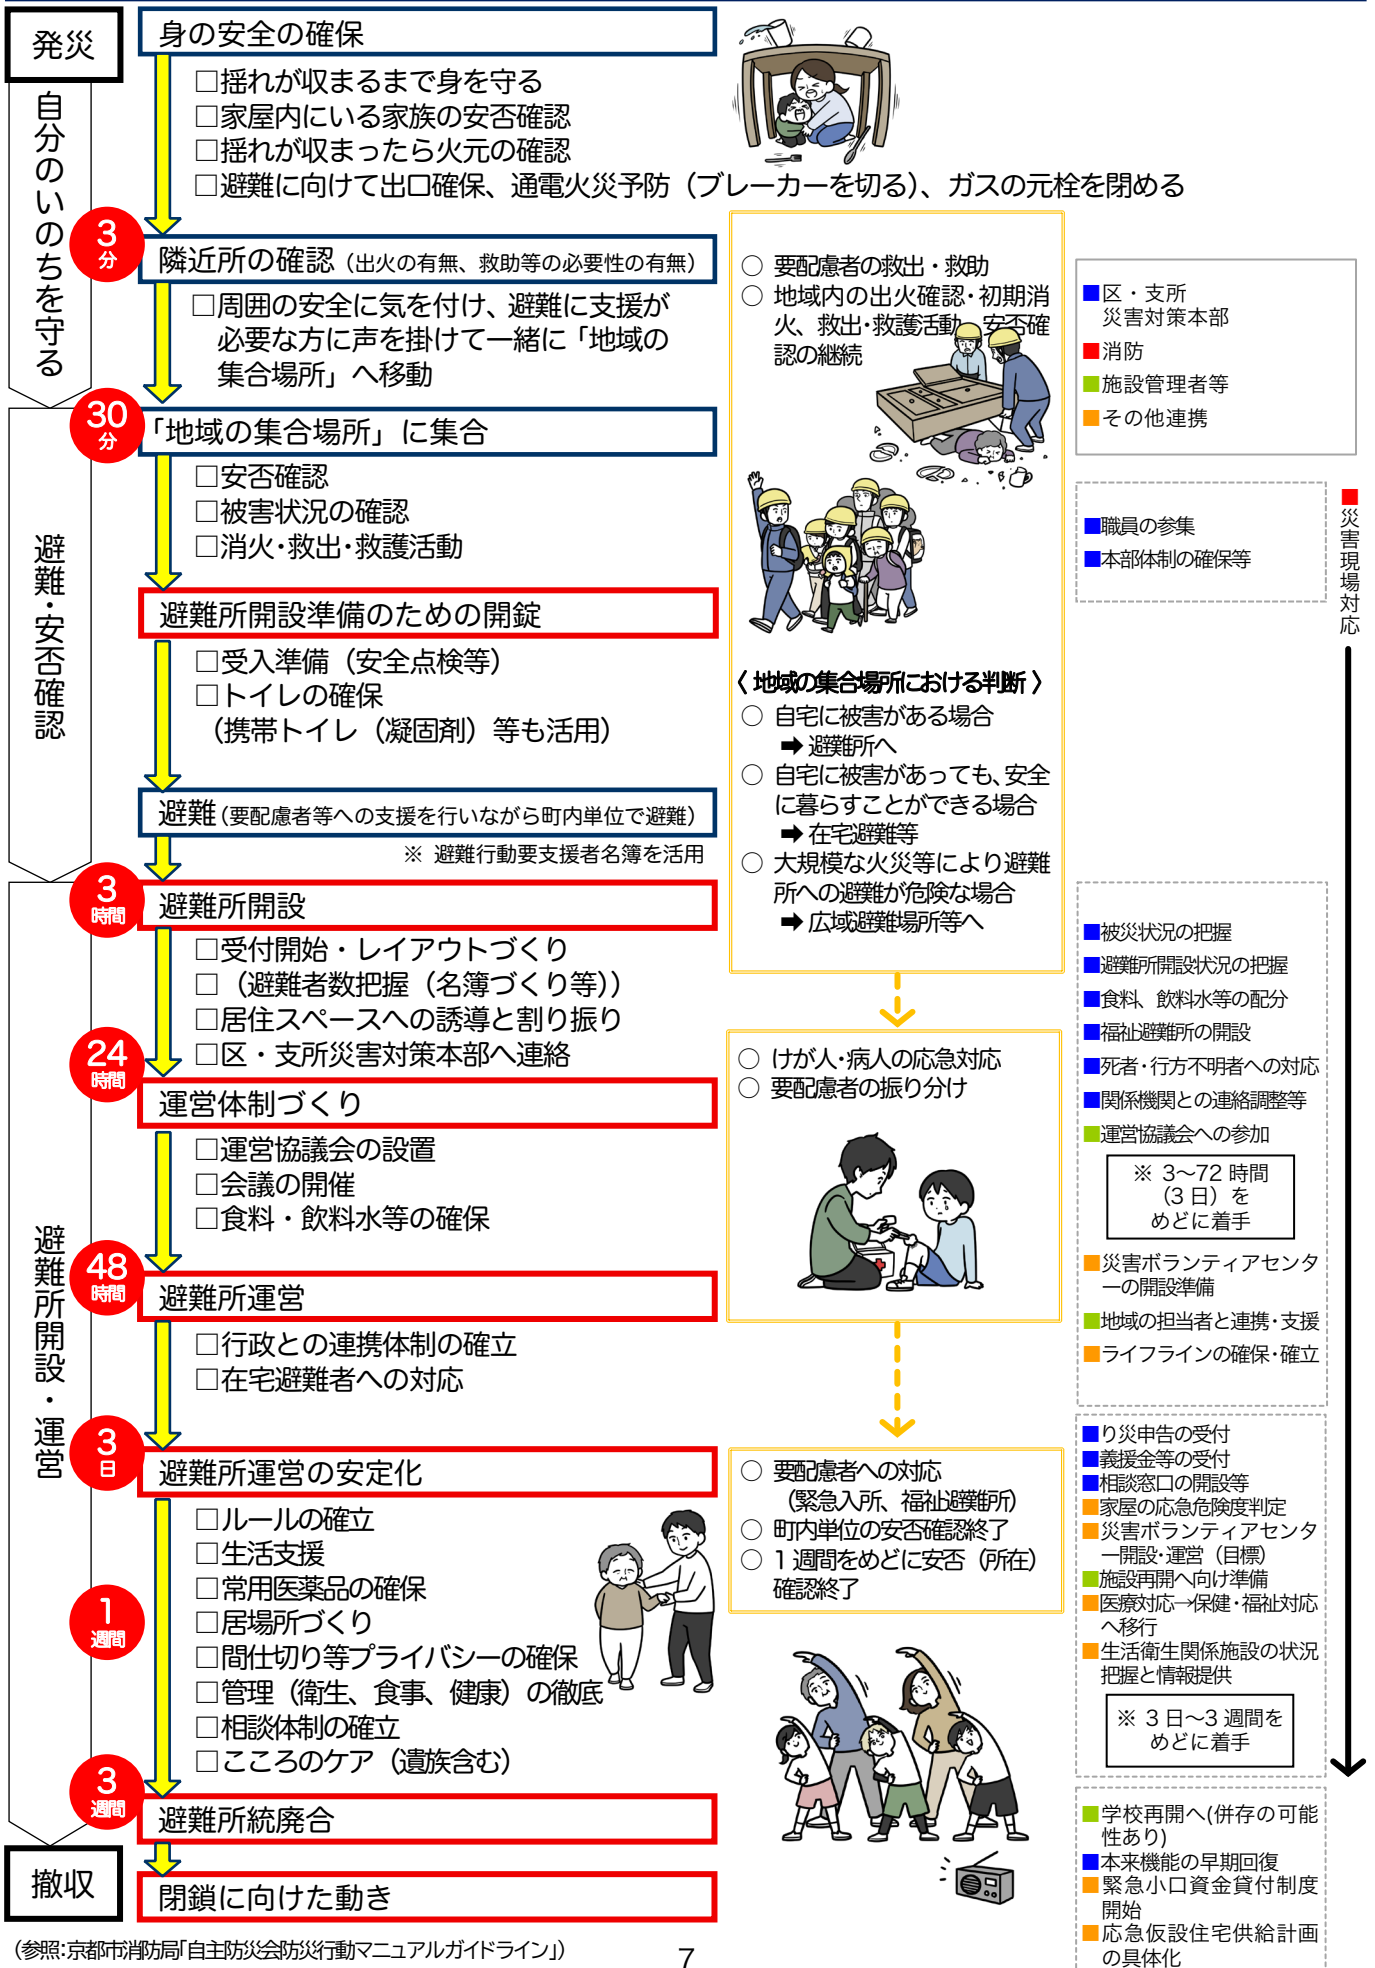 発災
身の安全の確保
□揺れが収まるまで身を守る
□家屋内にいる家族の安否確認
□揺れが収まったら火元の確認
□避難に向けて出口確保、通電火災予防（ブレーカーを切る）、ガスの元栓を閉める
自分のいのちを守る
3分
隣近所の確認（出火の有無、救助等の必要性の有無）
□周囲の安全に気を付け、避難に支援が
必要な方に声を掛けて一緒に「地域の
集合場所」へ移動
30分
「地域の集合場所」に集合
□安否確認
□被害状況の確認
□消火・救出・救護活動
避難・安否確認
避難所開設準備のための開錠
□受入準備（安全点検等）
□トイレの確保
（携帯トイレ（凝固剤）等も活用）
避難（要配慮者等への支援を行いながら町内単位で避難）
※ 避難行動要支援者名簿を活用
3時間
避難所開設
□受付開始・レイアウトづくり
□（避難者数把握（名簿づくり等））
□居住スペースへの誘導と割り振り
□区・支所災害対策本部へ連絡
24時間
運営体制づくり
□運営協議会の設置
□会議の開催
□食料・飲料水等の確保
避難所開設・運営
48時間
避難所運営
□行政との連携体制の確立
□在宅避難者への対応
3日
避難所運営の安定化
□ルールの確立
□生活支援
□常用医薬品の確保
□居場所づくり
□間仕切り等プライバシーの確保
□管理（衛生、食事、健康）の徹底
□相談体制の確立
□こころのケア（遺族含む）
1週間
3週間
避難所統廃合
撤収
閉鎖に向けた動き
○ 要配慮者の救出・救助
○ 地域内の出火確認・初期消
火、救出・救護活動、安否確
認の継続
〈 地域の集合場所における判断 〉
○ 自宅に被害がある場合
➡ 避難所へ
○ 自宅に被害があっても、安全
に暮らすことができる場合
➡ 在宅避難等
○ 大規模な火災等により避難
所への避難が危険な場合
➡ 広域避難場所等へ
○ けが人・病人の応急対応
○ 要配慮者の振り分け
○ 要配慮者への対応
（緊急入所、福祉避難所）
○ 町内単位の安否確認終了
○ 1週間をめどに安否（所在）
確認終了
■区・支所
災害対策本部
■消防
■施設管理者等
■その他連携
■職員の参集
■本部体制の確保等
■災害現場対応
■被災状況の把握
■避難所開設状況の把握
■食料、飲料水等の配分
■福祉避難所の開設
■死者・行方不明者への対応
■関係機関との連絡調整等
■運営協議会への参加
※ 3～72 時間
（3 日）を
めどに着手
■災害ボランティアセンタ
ーの開設準備
■地域の担当者と連携・支援
■ライフラインの確保・確立
■り災申告の受付
■義援金等の受付
■相談窓口の開設等
■家屋の応急危険度判定
■災害ボランティアセンタ
ー開設・運営（目標）
■施設再開へ向け準備
■医療対応→保健・福祉対応
へ移行
■生活衛生関係施設の状況
把握と情報提供
※ 3 日～3 週間を
めどに着手
■学校再開へ(併存の可能
性あり)
■本来機能の早期回復
■緊急小口資金貸付制度
開始
■応急仮設住宅供給計画
の具体化
（参照：京都市消防局「自主防災会防災行動マニュアルガイドライン」）
7